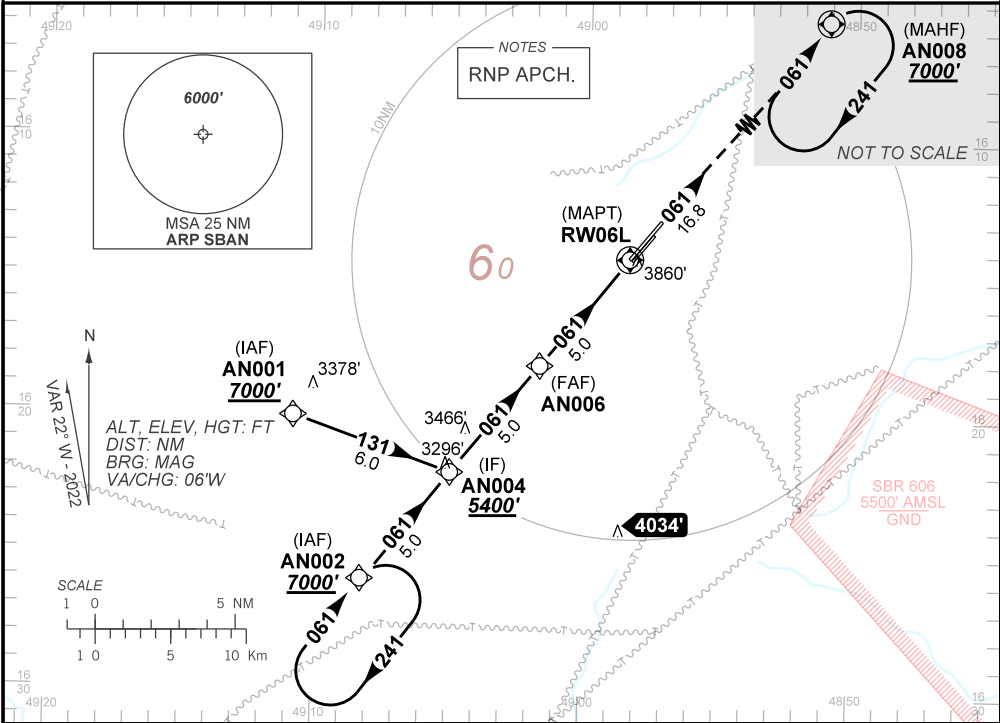 49 20
49 10
49 00
48 50
NOTES
RNP APCH.
(MAHF)
AN008
7000'
061
241
NOT TO SCALE
6000'
MSA 25 NM
ARP SBAN
10NM
16
10
16
10
(MAPT)
RW06L
061
16.8
3860'
60
N
VAR 22° W - 2022
(IAF)
AN001
7000'
3378'
061
5.0
(FAF)
AN006
16
20
16
20
ALT, ELEV, HGT: FT
DIST: NM
BRG: MAG
VA/CHG: 06'W
131
6.0
3466'
3296'
061
5.0
(IF)
AN004
5400'
SBR 606
5500' AMSL
GND
4034'
(IAF)
AN002
7000'
061
5.0
061
241
SCALE
1 0 5 NM
1 0 5 10 Km
16
30
16
30
49 20
49 10
49 00
48 50